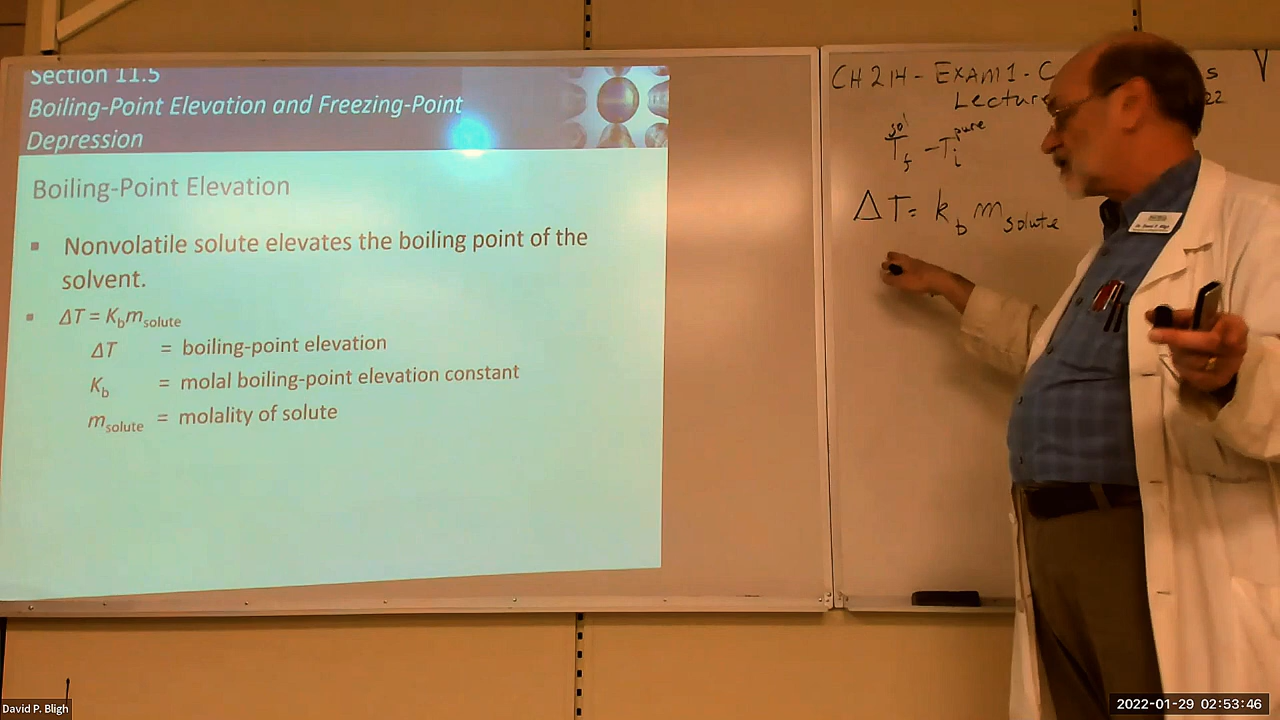 Section 11.5
Boiling-Point Elevation and Freezing-Point
Depression
Boiling-Point Elevation
▪ Nonvolatile solute elevates the boiling point of the
solvent.
▪ ΔT = K_b m_solute
ΔT = boiling-point elevation
K_b = molal boiling-point elevation constant
m_solute = molality of solute
CH 214 - EXAM 1 - C
Lecture
T_f^sol - T_i^pure
ΔT = k_b m_solute
Dr. David P. Bligh
David P. Bligh
2022-01-29 02:53:46